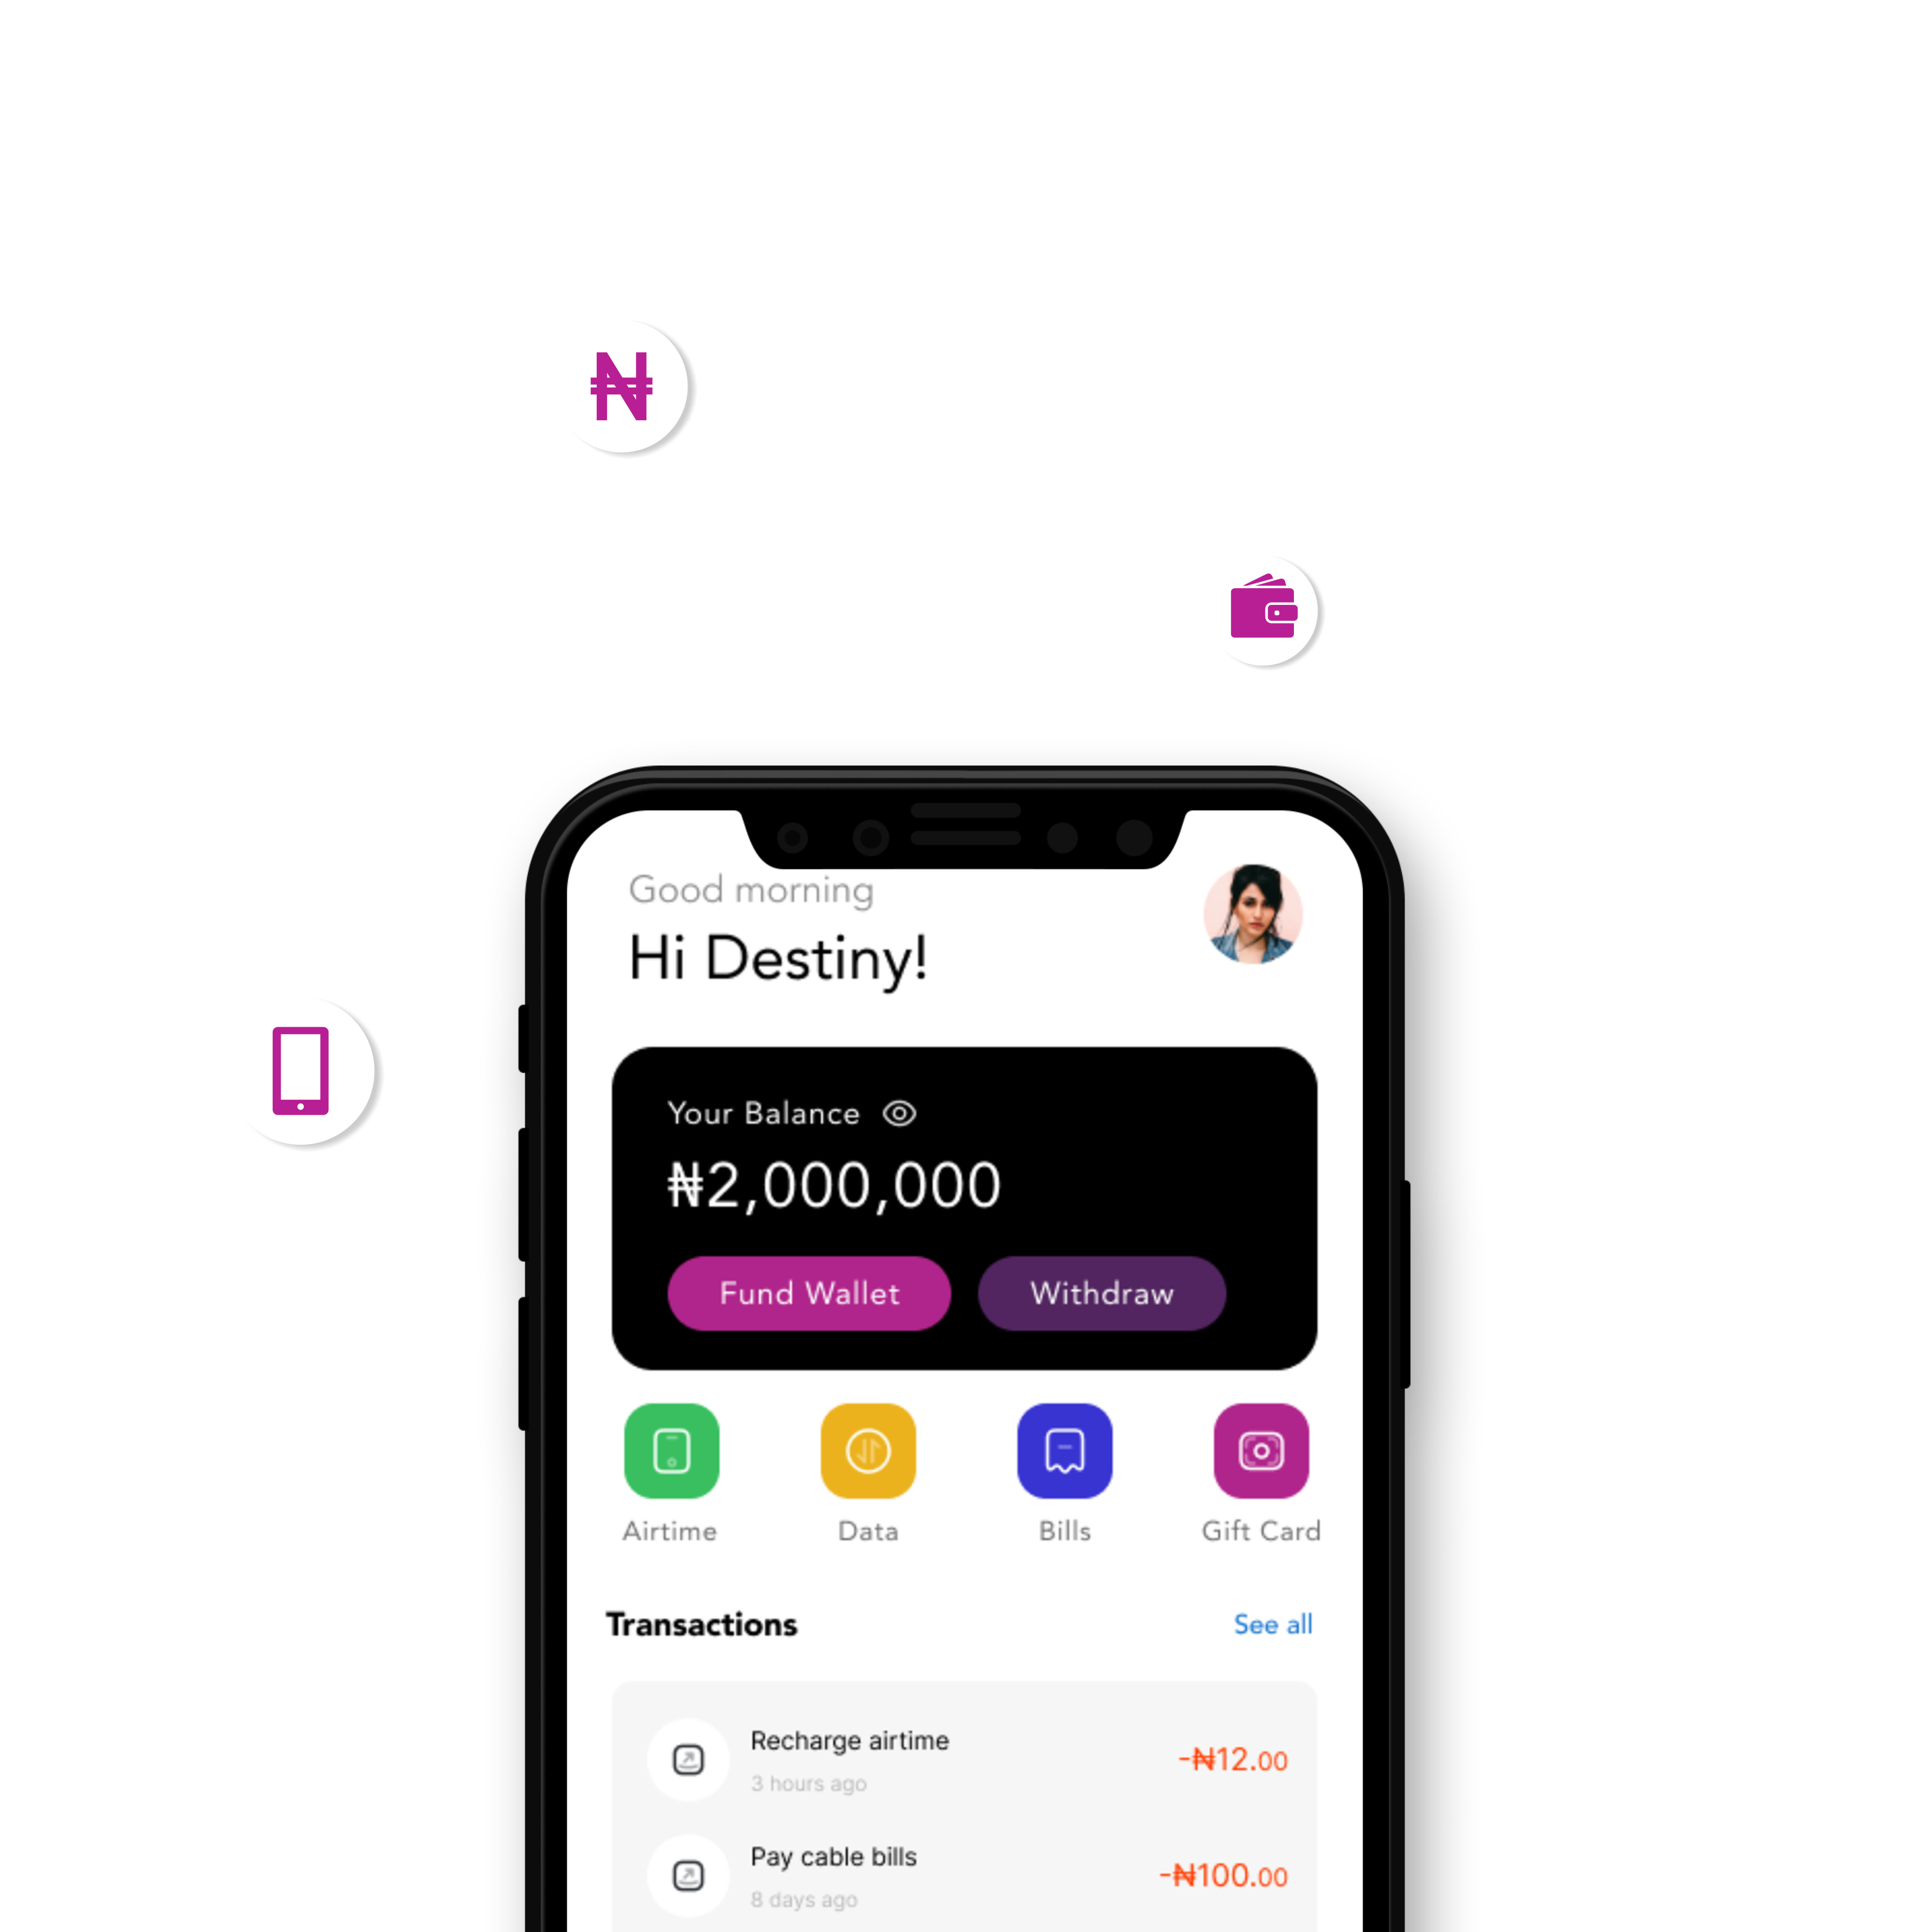 ₦
Good morning
Hi Destiny!
Your Balance
₦2,000,000
Fund Wallet
Withdraw
Airtime
Data
Bills
Gift Card
Transactions
See all
Recharge airtime
-₦12.00
3 hours ago
Pay cable bills
-₦100.00
8 days ago